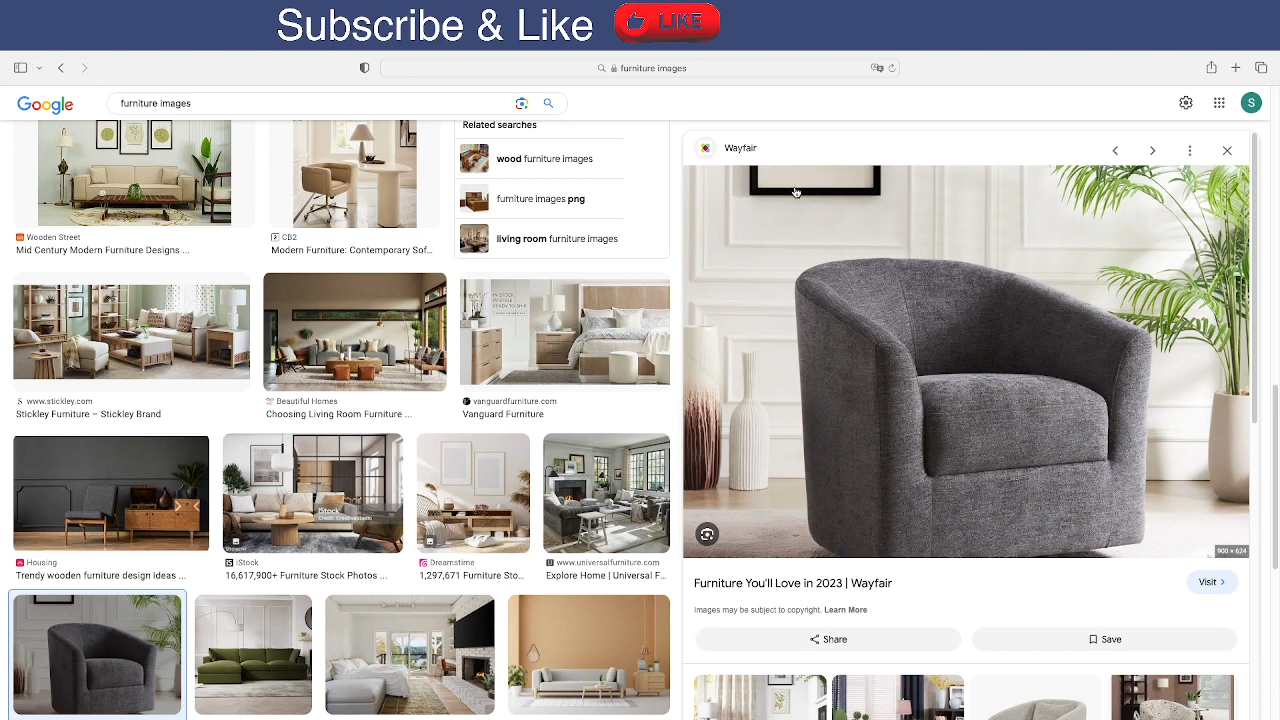 Subscribe & Like
LIKE
furniture images
Google
furniture images
S
Related searches
wood furniture images
furniture images png
living room furniture images
Wooden Street
Mid Century Modern Furniture Designs ...
CB2
Modern Furniture: Contemporary Sof...
www.stickley.com
Stickley Furniture – Stickley Brand
Beautiful Homes
Choosing Living Room Furniture ...
vanguardfurniture.com
Vanguard Furniture
iStock
Credit: CreativaStudio
Housing
Trendy wooden furniture design ideas ...
iStock
16,617,900+ Furniture Stock Photos ...
Dreamstime
1,297,671 Furniture Sto...
www.universalfurniture.com
Explore Home | Universal F...
Wayfair
900 × 624
Furniture You'll Love in 2023 | Wayfair
Visit
Images may be subject to copyright. Learn More
Share
Save